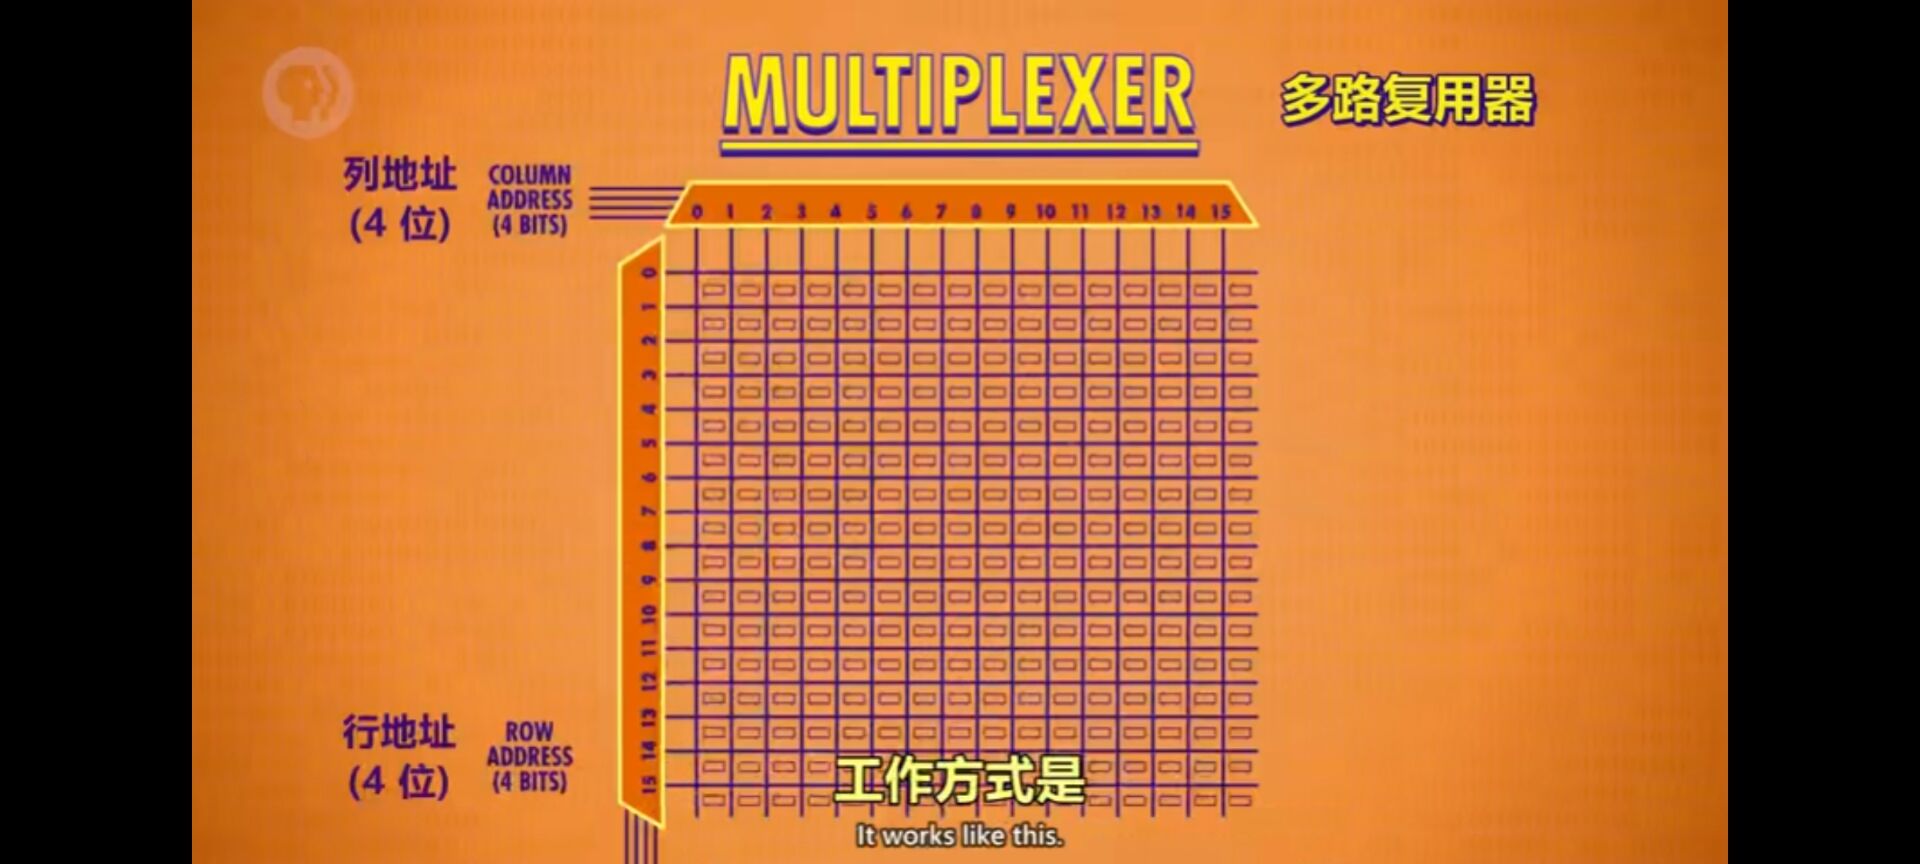 MULTIPLEXER
多路复用器
列地址
(4 位)
COLUMN
ADDRESS
(4 BITS)
0 1 2 3 4 5 6 7 8 9 10 11 12 13 14 15
0 1 2 3 4 5 6 7 8 9 10 11 12 13 14 15
行地址
(4 位)
ROW
ADDRESS
(4 BITS)
工作方式是
It works like this.